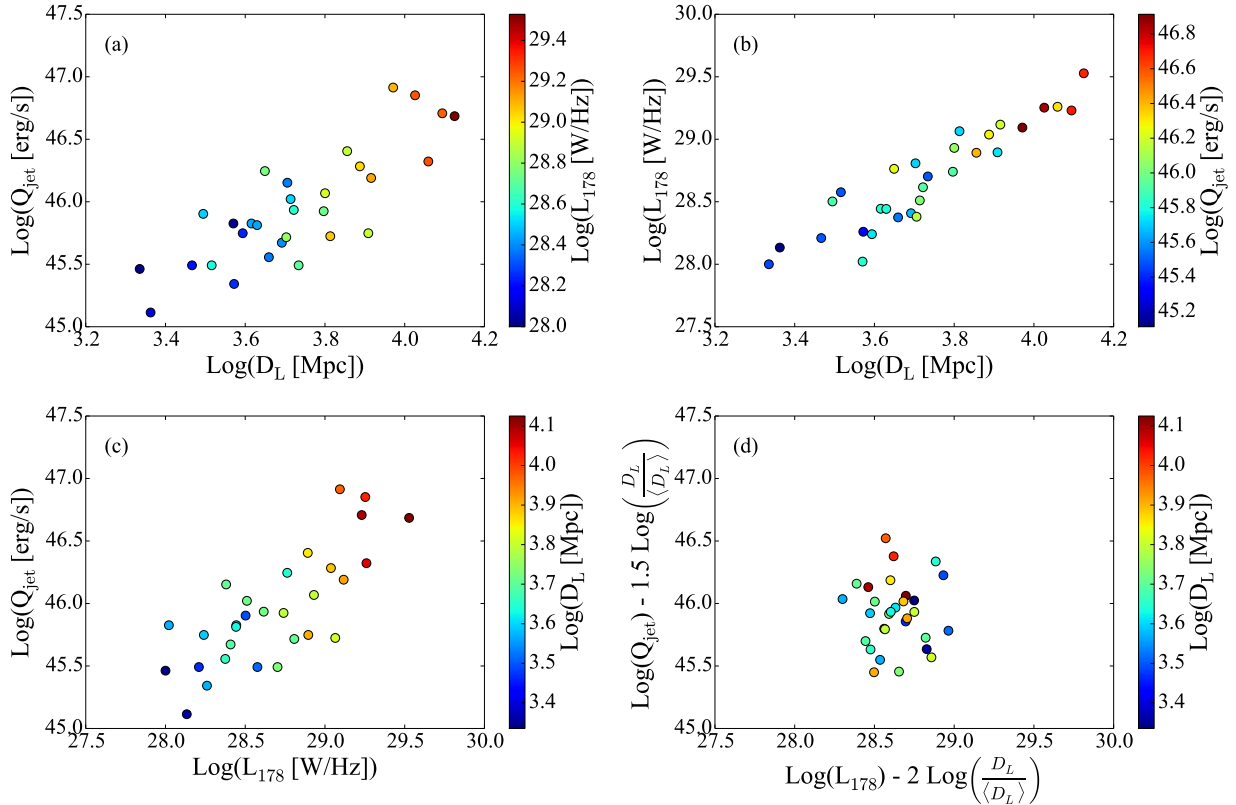 (a)
47.5
47.0
46.5
46.0
45.5
45.0
3.2 3.4 3.6 3.8 4.0 4.2
Log(D_L [Mpc])
Log(Q_jet [erg/s])
29.4
29.2
29.0
28.8
28.6
28.4
28.2
28.0
Log(L_178 [W/Hz])
(b)
30.0
29.5
29.0
28.5
28.0
27.5
3.2 3.4 3.6 3.8 4.0 4.2
Log(D_L [Mpc])
Log(L_178 [W/Hz])
46.8
46.6
46.4
46.2
46.0
45.8
45.6
45.4
45.2
Log(Q_jet [erg/s])
(c)
47.5
47.0
46.5
46.0
45.5
45.0
27.5 28.0 28.5 29.0 29.5 30.0
Log(L_178 [W/Hz])
Log(Q_jet [erg/s])
4.1
4.0
3.9
3.8
3.7
3.6
3.5
3.4
Log(D_L [Mpc])
(d)
47.5
47.0
46.5
46.0
45.5
45.0
27.5 28.0 28.5 29.0 29.5 30.0
Log(L_178) - 2 Log(D_L/⟨D_L⟩)
Log(Q_jet) - 1.5 Log(D_L/⟨D_L⟩)
4.1
4.0
3.9
3.8
3.7
3.6
3.5
3.4
Log(D_L [Mpc])